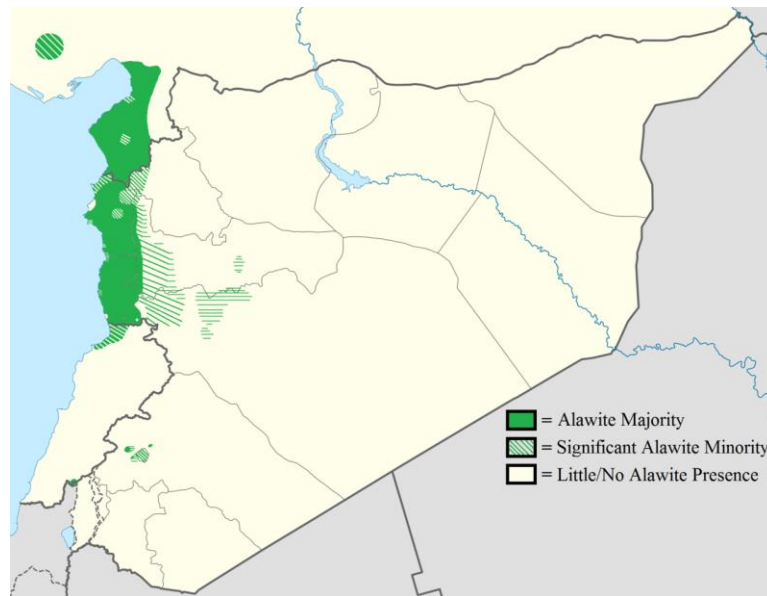 = Alawite Majority
= Significant Alawite Minority
= Little/No Alawite Presence